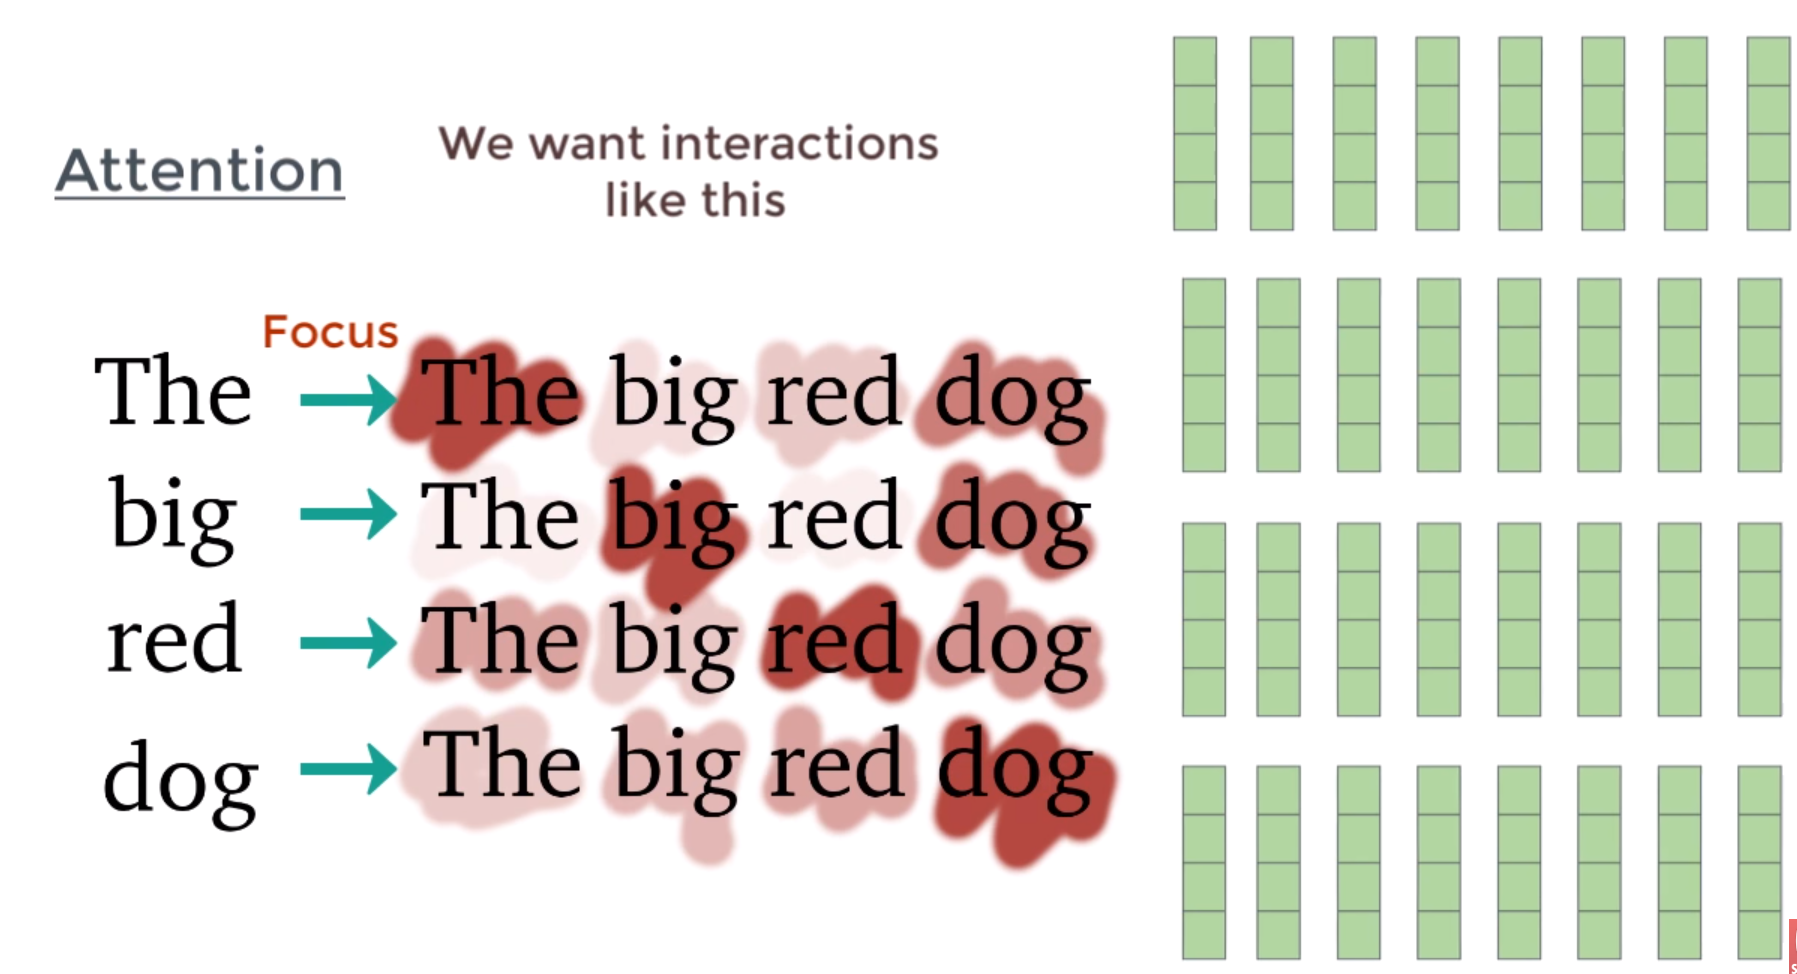 Attention
We want interactions
like this
Focus
The The big red dog
big The big red dog
red The big red dog
dog The big red dog